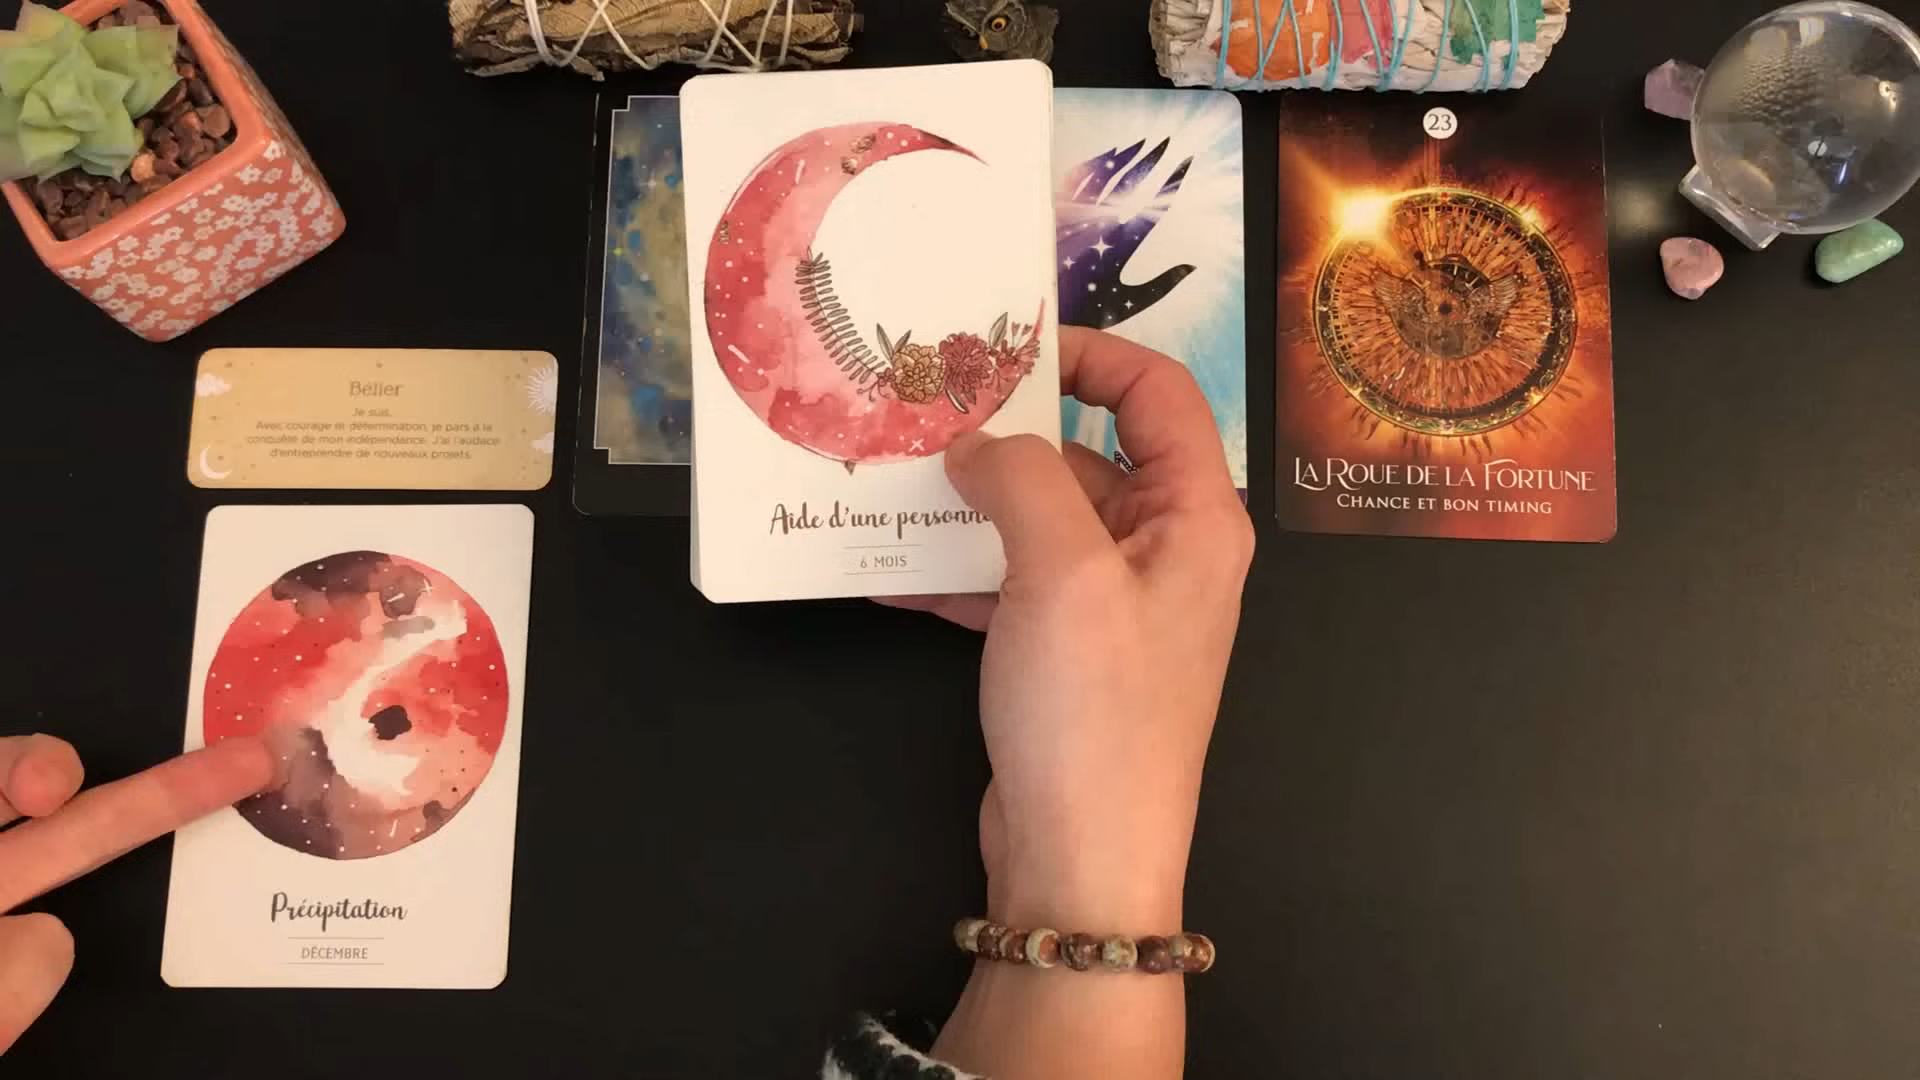 Bélier
Je suis.
Avec courage et détermination, je pars à la
conquête de mon indépendance. J'ai l'audace
d'entreprendre de nouveaux projets.
Précipitation
DÉCEMBRE
Aide d'une personne
6 MOIS
23
LA ROUE DE LA FORTUNE
CHANCE ET BON TIMING